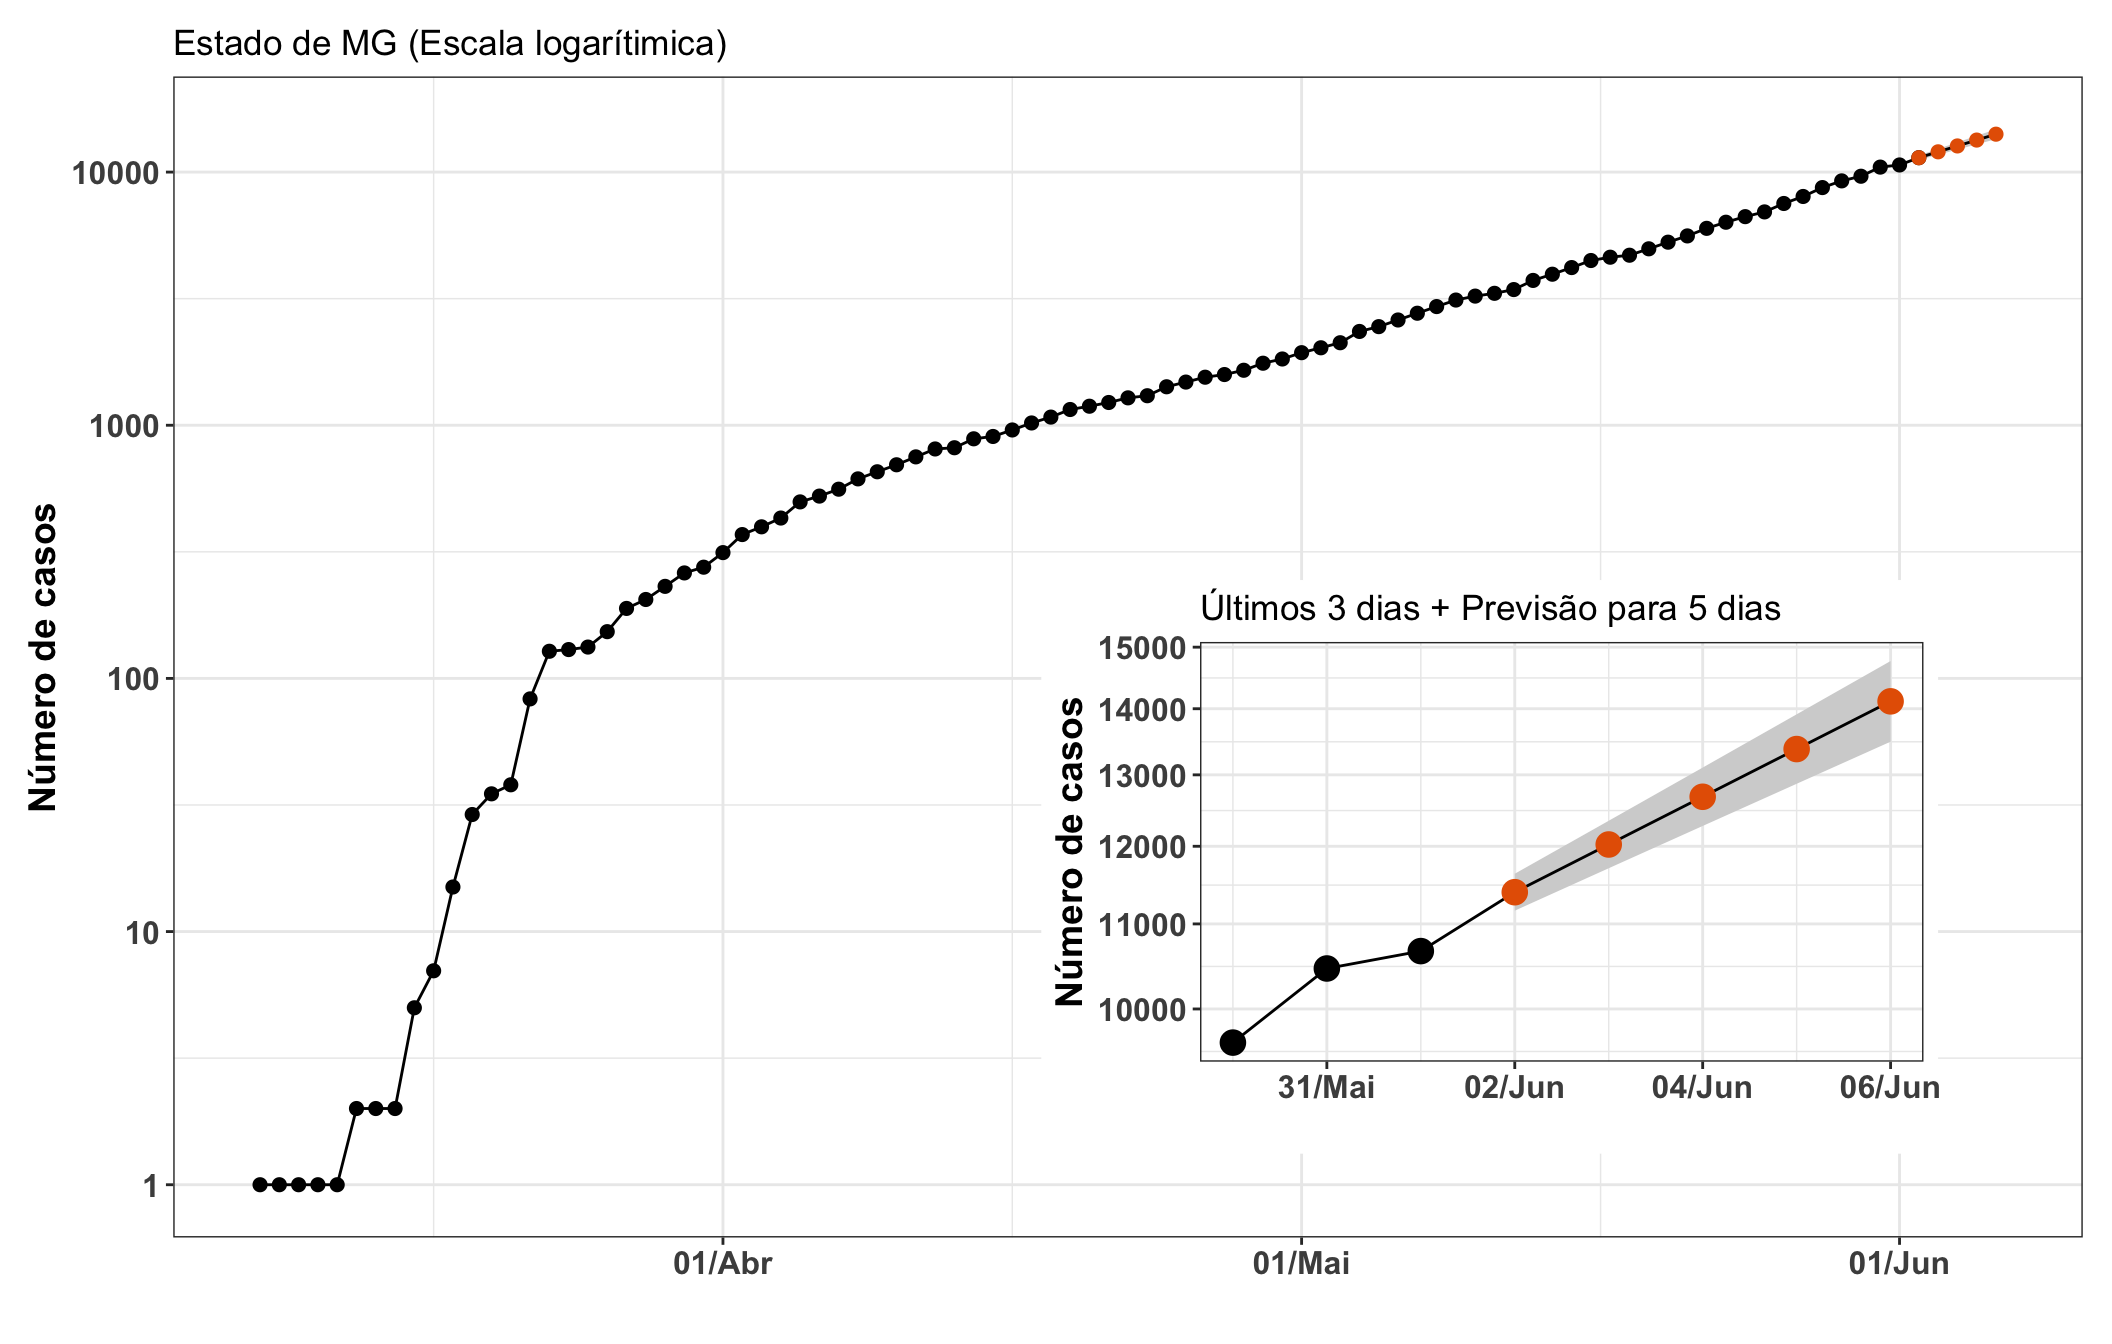 Estado de MG (Escala logarítimica)
Número de casos
10000
1000
100
10
1
01/Abr
01/Mai
01/Jun
Últimos 3 dias + Previsão para 5 dias
Número de casos
15000
14000
13000
12000
11000
10000
31/Mai
02/Jun
04/Jun
06/Jun